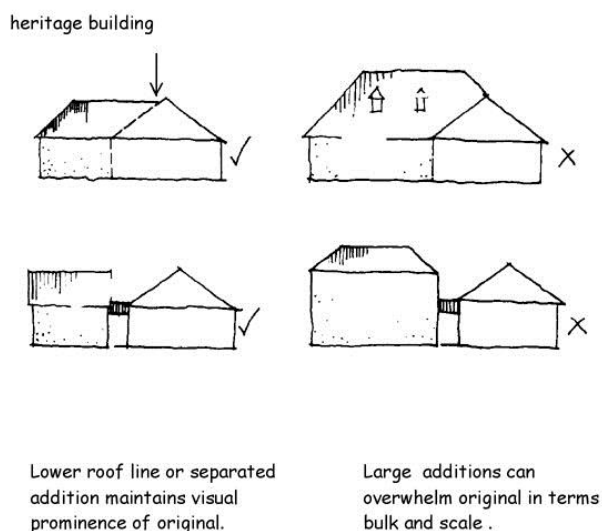 heritage building
Lower roof line or separated
addition maintains visual
prominence of original.
Large additions can
overwhelm original in terms
bulk and scale .